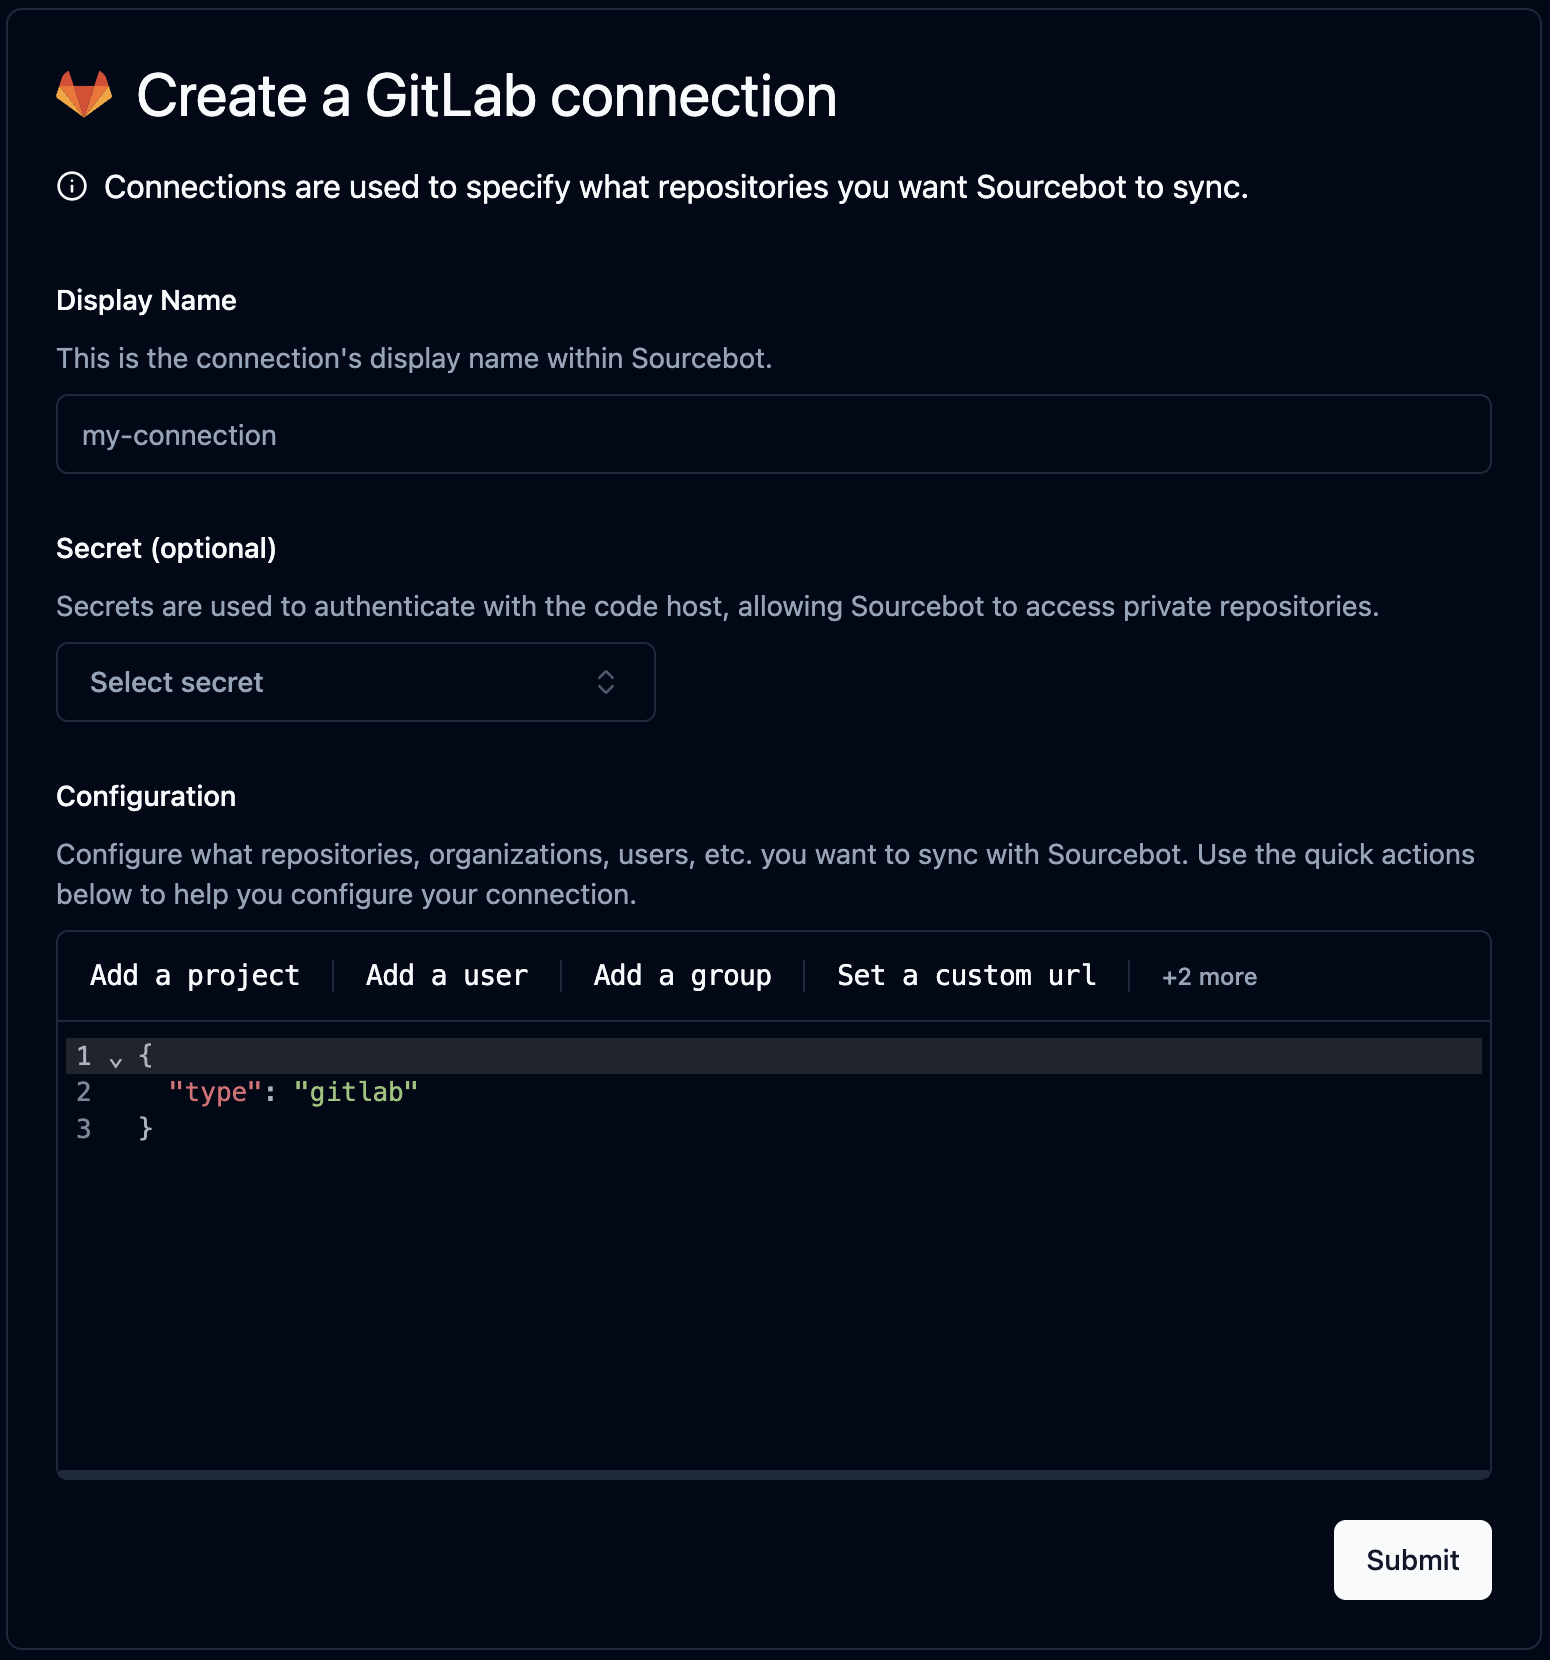 Create a GitLab connection
Connections are used to specify what repositories you want Sourcebot to sync.
Display Name
This is the connection's display name within Sourcebot.
my-connection
Secret (optional)
Secrets are used to authenticate with the code host, allowing Sourcebot to access private repositories.
Select secret
Configuration
Configure what repositories, organizations, users, etc. you want to sync with Sourcebot. Use the quick actions
below to help you configure your connection.
Add a project Add a user Add a group Set a custom url +2 more
1 {
2 "type": "gitlab"
3 }
Submit